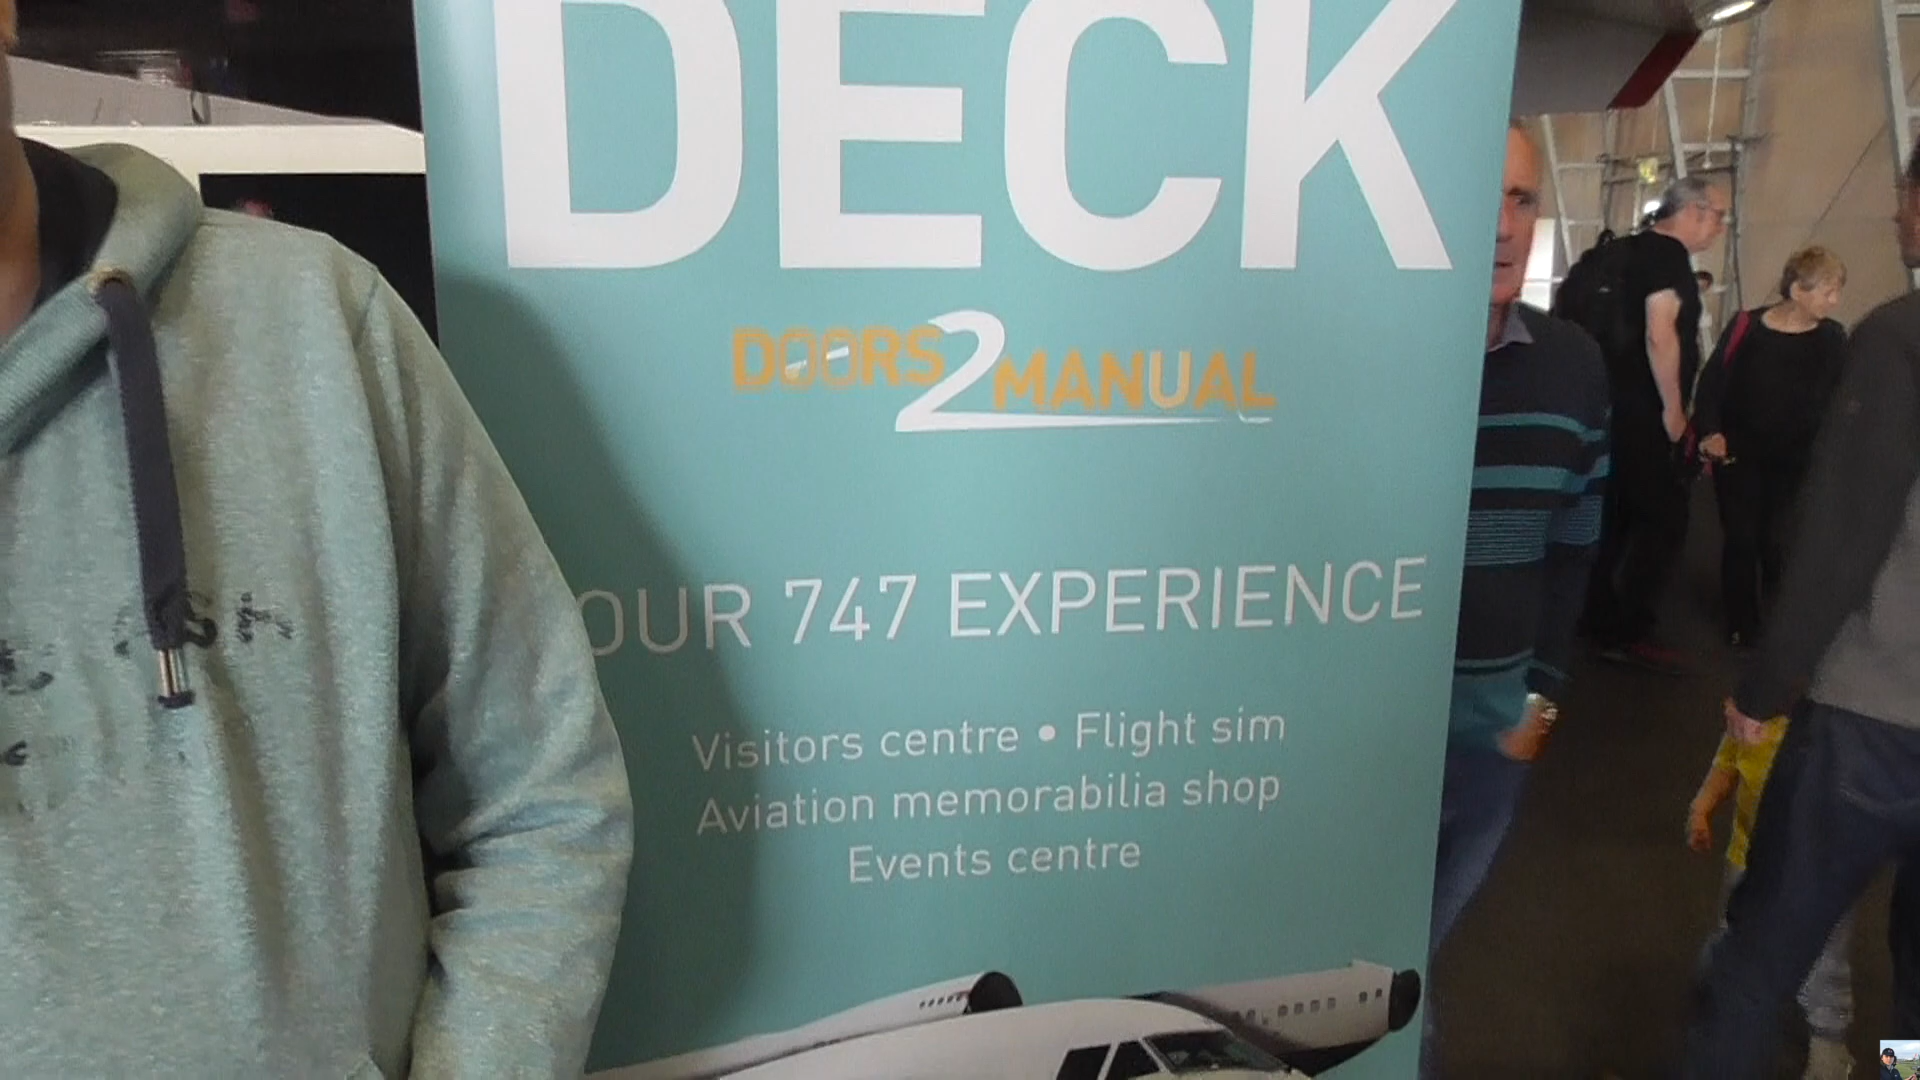 DECK
DOORS2MANUAL
OUR 747 EXPERIENCE
Visitors centre • Flight sim
Aviation memorabilia shop
Events centre